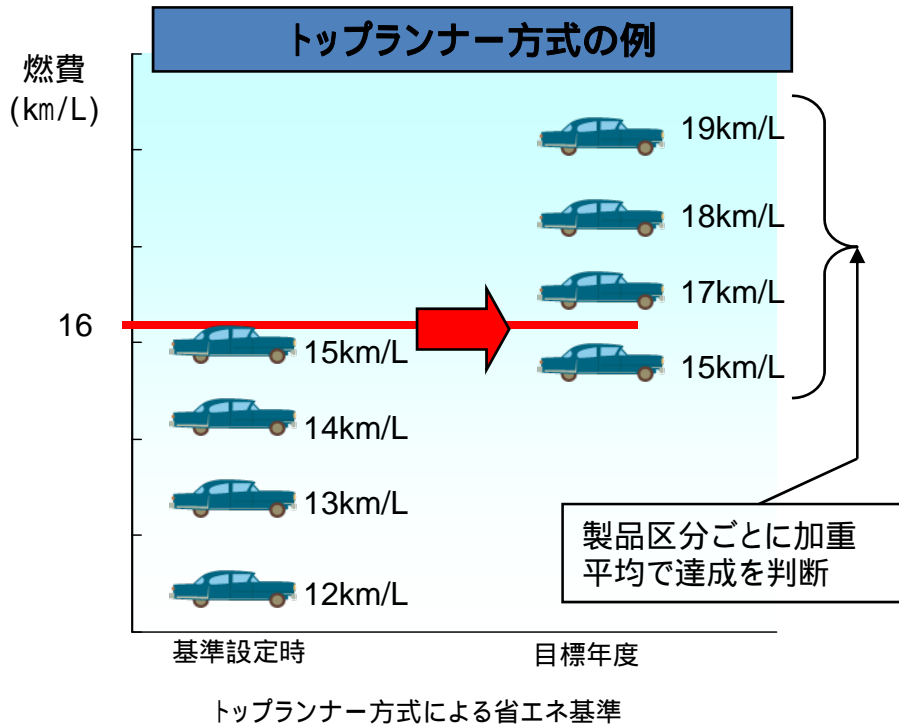 トップランナー方式の例
燃費
(km/L)
19km/L
18km/L
17km/L
16
15km/L
15km/L
14km/L
13km/L
製品区分ごとに加重
平均で達成を判断
12km/L
基準設定時
目標年度
トップランナー方式による省エネ基準